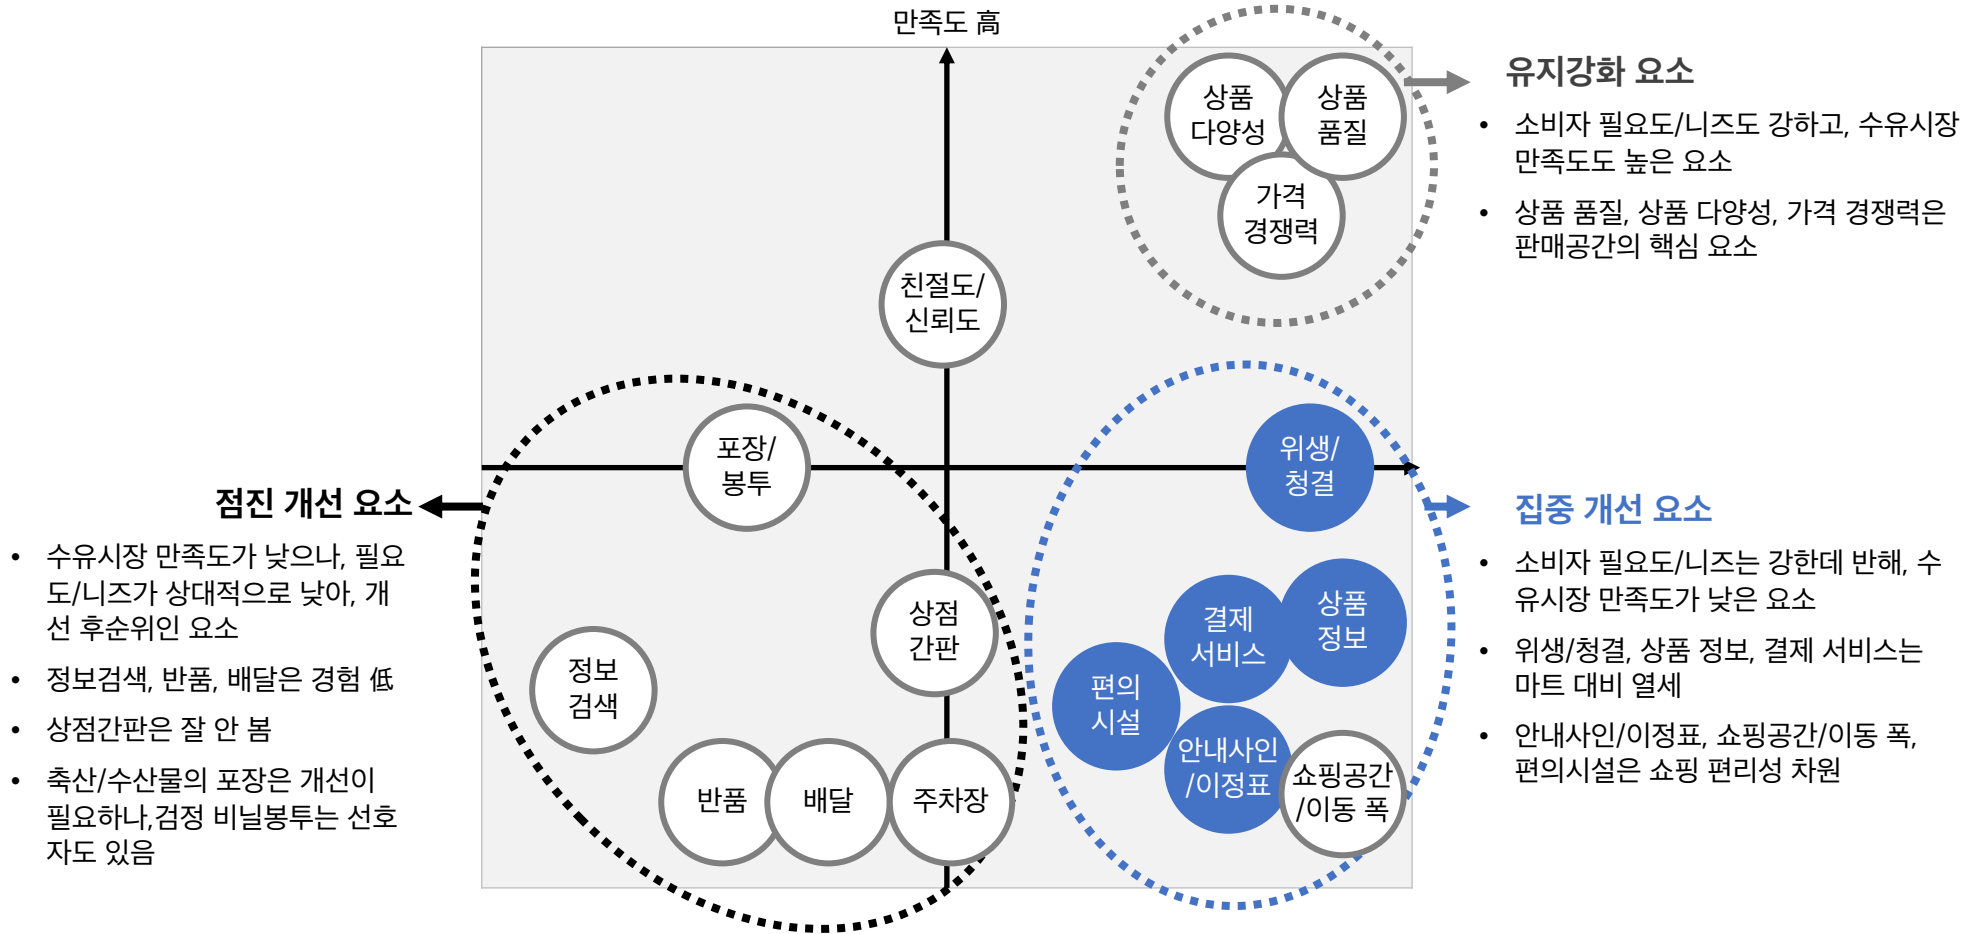 만족도 高
상품
다양성
상품
품질
가격
경쟁력
친절도/
신뢰도
포장/
봉투
위생/
청결
상점
간판
정보
검색
반품
배달
주차장
결제
서비스
상품
정보
편의
시설
안내사인
/이정표
쇼핑공간
/이동 폭
유지강화 요소
• 소비자 필요도/니즈도 강하고, 수유시장
만족도도 높은 요소
• 상품 품질, 상품 다양성, 가격 경쟁력은
판매공간의 핵심 요소
점진 개선 요소
• 수유시장 만족도가 낮으나, 필요
도/니즈가 상대적으로 낮아, 개
선 후순위인 요소
• 정보검색, 반품, 배달은 경험 低
• 상점간판은 잘 안 봄
• 축산/수산물의 포장은 개선이
필요하나,검정 비닐봉투는 선호
자도 있음
집중 개선 요소
• 소비자 필요도/니즈는 강한데 반해, 수
유시장 만족도가 낮은 요소
• 위생/청결, 상품 정보, 결제 서비스는
마트 대비 열세
• 안내사인/이정표, 쇼핑공간/이동 폭,
편의시설은 쇼핑 편리성 차원